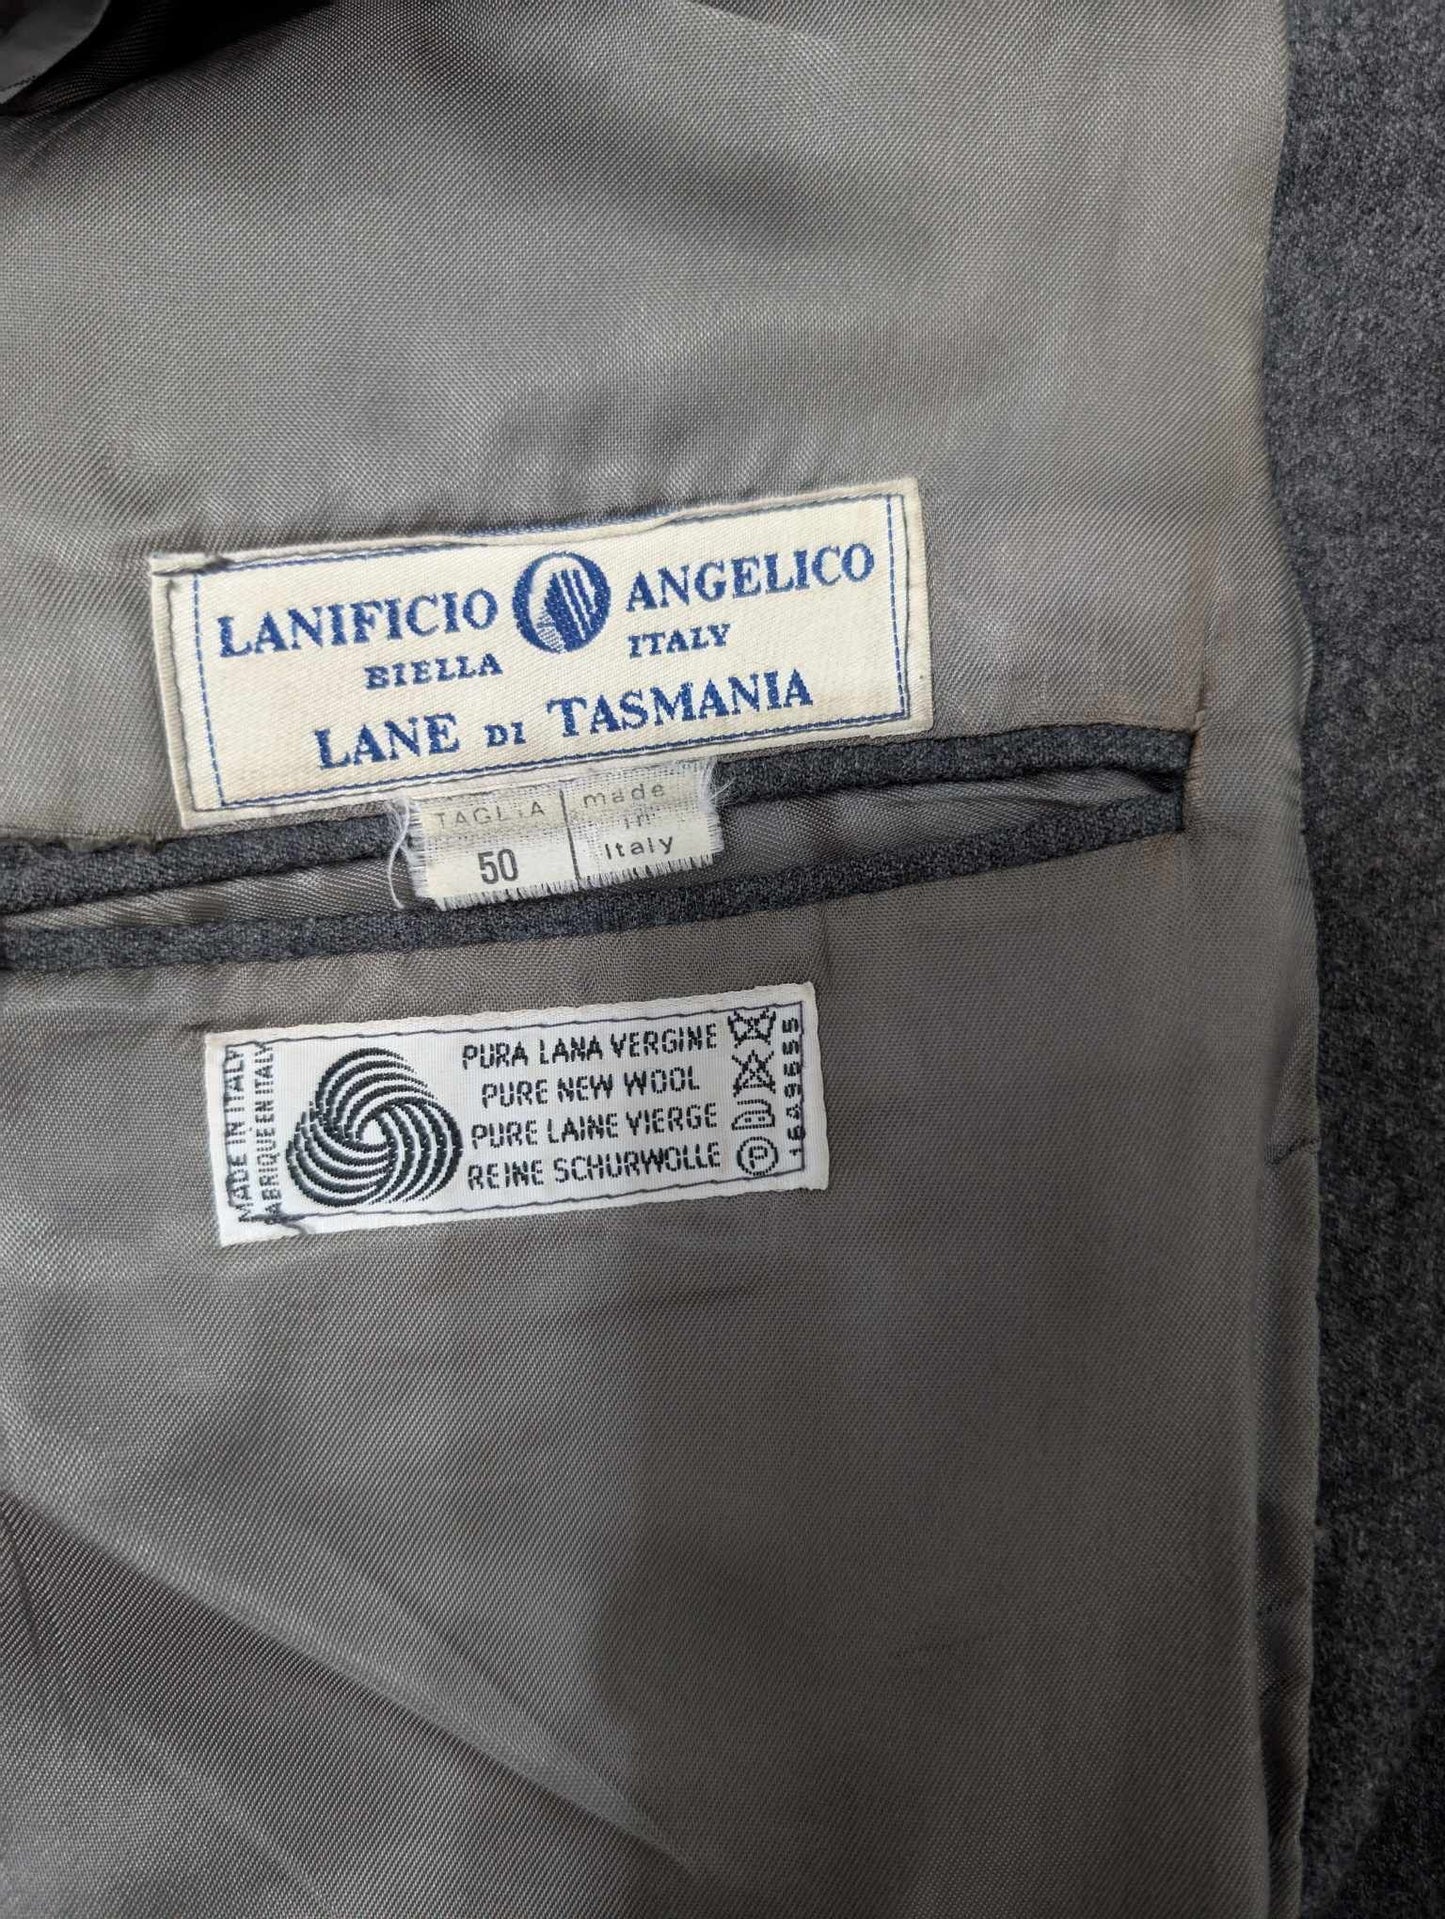 LANIFICIO ANGELICO
BIELLA ITALY
LANE DI TASMANIA
TAGLIA
50
made
in
Italy
MADE IN ITALY
FABRIQUE EN ITALY
PURA LANA VERGINE
PURE NEW WOOL
PURE LAINE VIERGE
REINE SCHURWOLLE
P